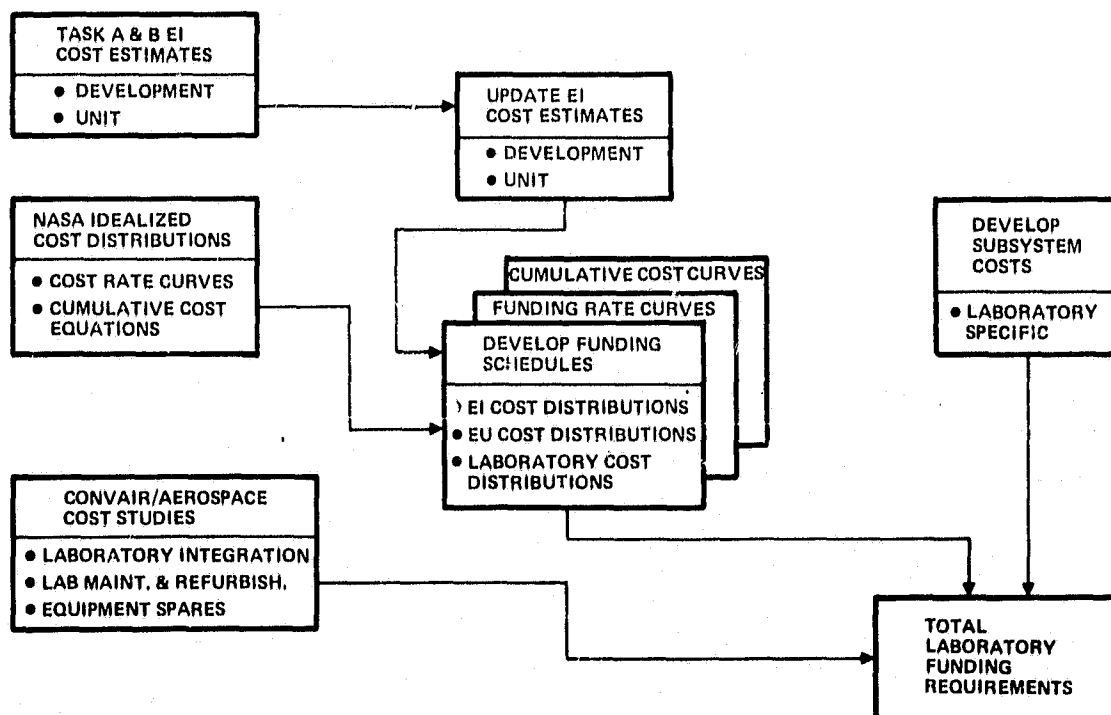 TASK A & B EI
COST ESTIMATES
● DEVELOPMENT
● UNIT
UPDATE EI
COST ESTIMATES
● DEVELOPMENT
● UNIT
NASA IDEALIZED
COST DISTRIBUTIONS
● COST RATE CURVES
● CUMULATIVE COST
EQUATIONS
DEVELOP
SUBSYSTEM
COSTS
● LABORATORY
SPECIFIC
CUMULATIVE COST CURVES
FUNDING RATE CURVES
DEVELOP FUNDING
SCHEDULES
● EI COST DISTRIBUTIONS
● EU COST DISTRIBUTIONS
● LABORATORY COST
DISTRIBUTIONS
CONVAIR/AEROSPACE
COST STUDIES
● LABORATORY INTEGRATION
● LAB MAINT. & REFURBISH.
● EQUIPMENT SPARES
TOTAL
LABORATORY
FUNDING
REQUIREMENTS